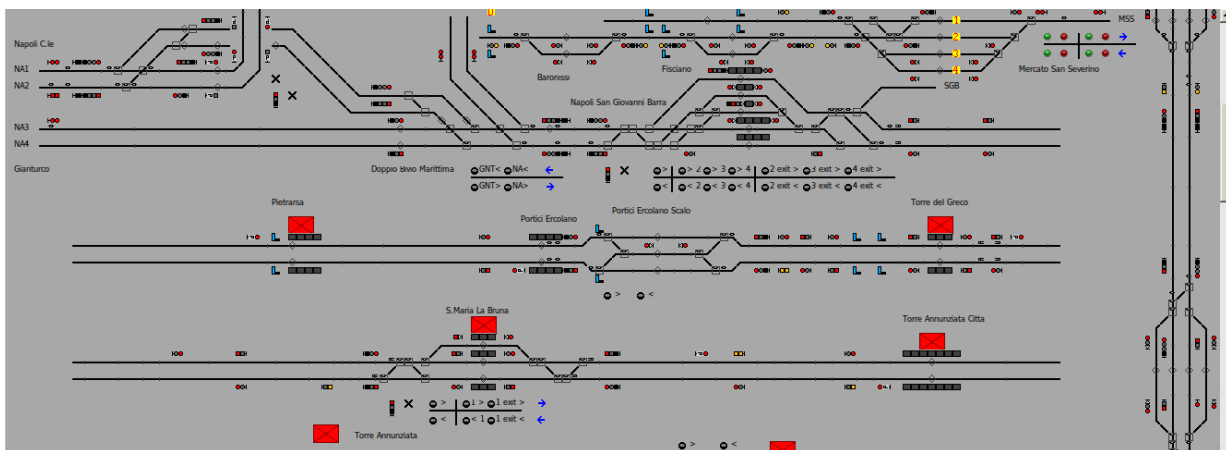 U
1
MSS
Napoli C.le
2
3
NA1
Baronissi
Fisciano
4
Mercato San Severino
NA2
SGB
Napoli San Giovanni Barra
NA3
NA4
Gianturco
Doppio Bivio Marittima
GNT< NA<
> > 2 > 3 > 4 2 exit > 3 exit > 4 exit >
GNT> NA>
< < 2 < 3 < 4 2 exit < 3 exit < 4 exit <
Pietrarsa
Portici Ercolano
Portici Ercolano Scalo
Torre del Greco
> <
S.Maria La Bruna
Torre Annunziata Citta
> 1 > 1 exit >
< < 1 1 exit <
Torre Annunziata
> <